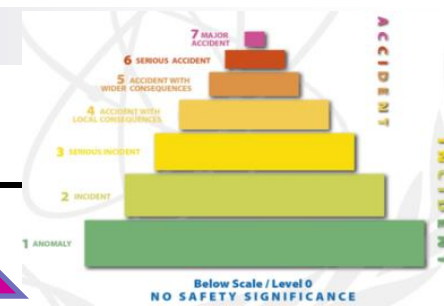 7 MAJOR
ACCIDENT
6 SERIOUS ACCIDENT
5 ACCIDENT WITH
WIDER CONSEQUENCES
4 ACCIDENT WITH
LOCAL CONSEQUENCES
3 SERIOUS INCIDENT
2 INCIDENT
1 ANOMALY
ACCIDENT
INCIDENT
Below Scale / Level 0
NO SAFETY SIGNIFICANCE